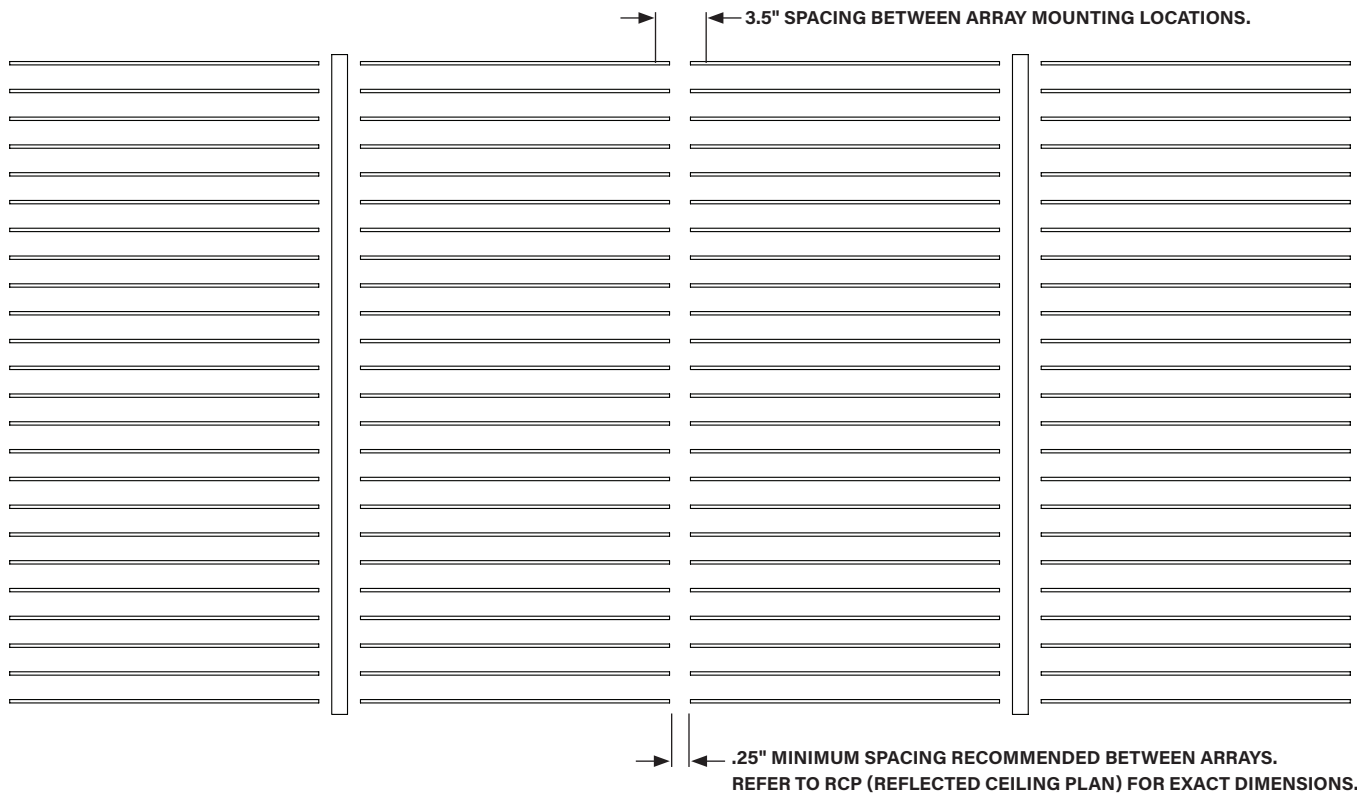 3.5" SPACING BETWEEN ARRAY MOUNTING LOCATIONS.
.25" MINIMUM SPACING RECOMMENDED BETWEEN ARRAYS.
REFER TO RCP (REFLECTED CEILING PLAN) FOR EXACT DIMENSIONS.